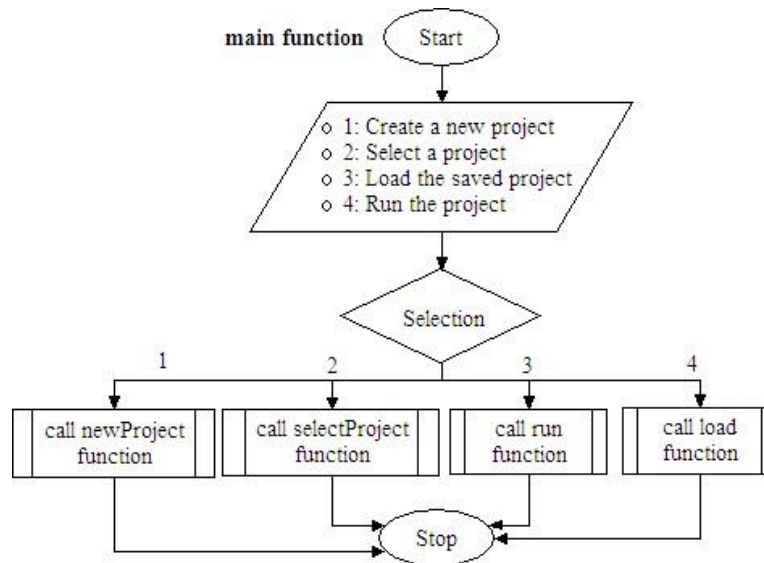 main function
Start
1: Create a new project
2: Select a project
3: Load the saved project
4: Run the project
Selection
1
2
3
4
call newProject
function
call selectProject
function
call run
function
call load
function
Stop